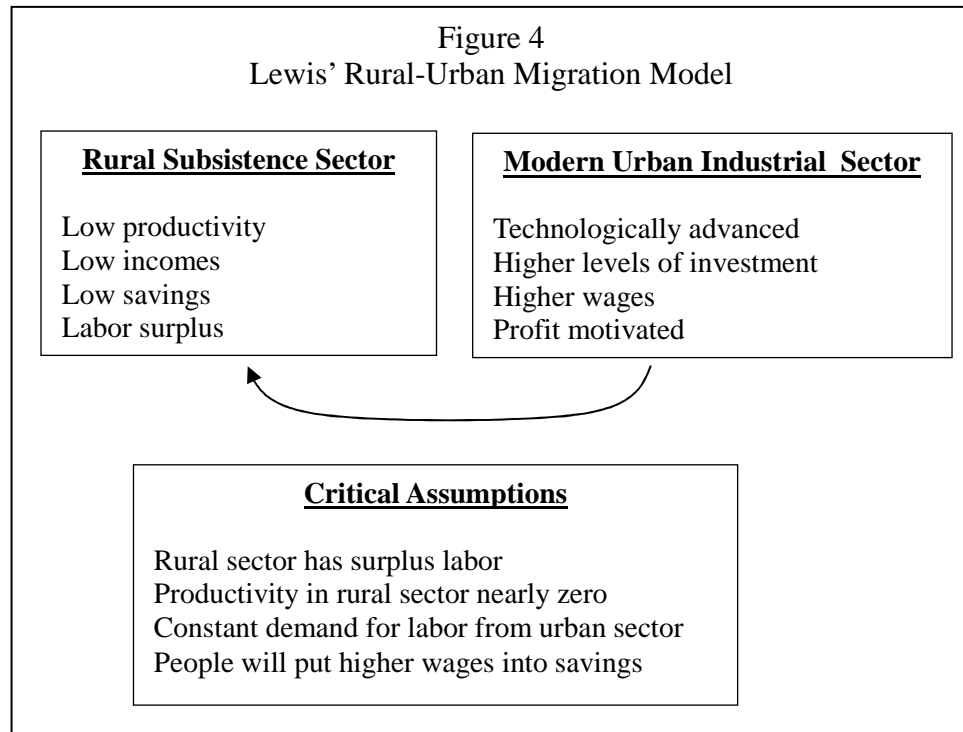 Figure 4
Lewis’ Rural-Urban Migration Model
Rural Subsistence Sector
Low productivity
Low incomes
Low savings
Labor surplus
Modern Urban Industrial Sector
Technologically advanced
Higher levels of investment
Higher wages
Profit motivated
Critical Assumptions
Rural sector has surplus labor
Productivity in rural sector nearly zero
Constant demand for labor from urban sector
People will put higher wages into savings